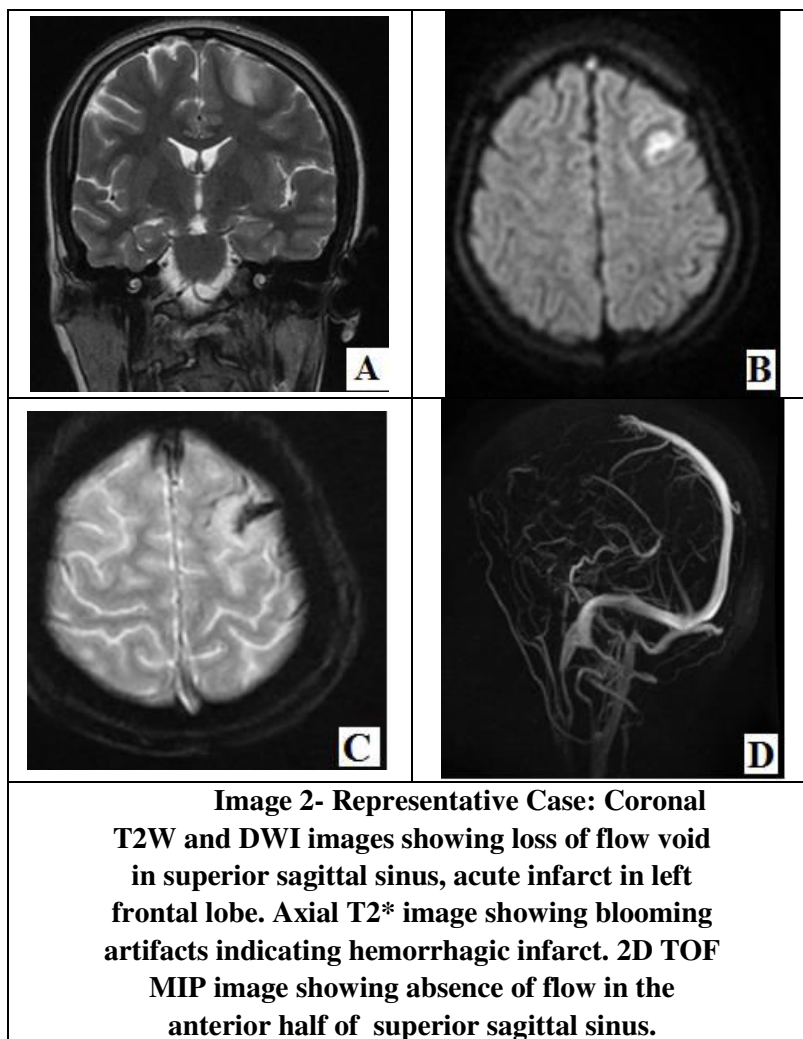 A
B
C
D
Image 2- Representative Case: Coronal
T2W and DWI images showing loss of flow void
in superior sagittal sinus, acute infarct in left
frontal lobe. Axial T2* image showing blooming
artifacts indicating hemorrhagic infarct. 2D TOF
MIP image showing absence of flow in the
anterior half of superior sagittal sinus.